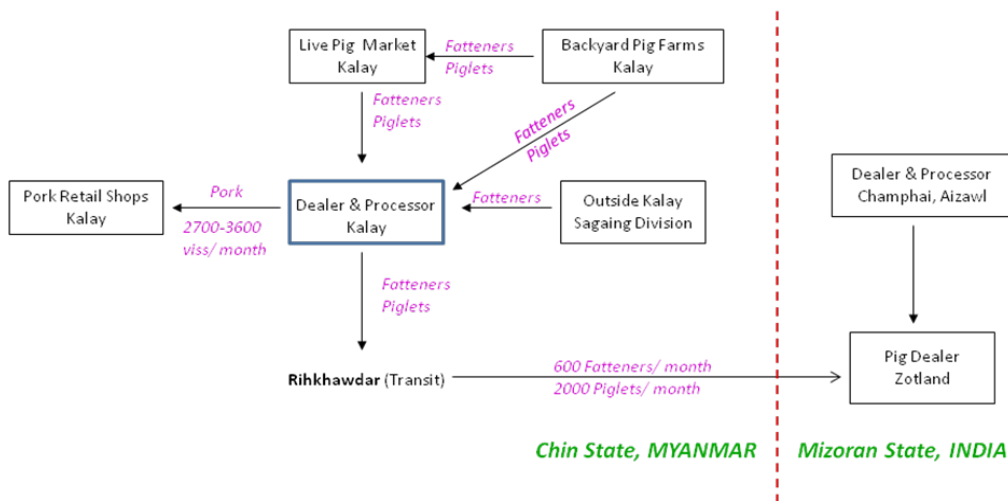 Live Pig Market
Kalay
Fatteners
Piglets
Backyard Pig Farms
Kalay
Fatteners
Piglets
Fatteners
Piglets
Pork Retail Shops
Kalay
Pork
2700-3600
viss/ month
Dealer & Processor
Kalay
Fatteners
Outside Kalay
Sagaing Division
Dealer & Processor
Champhai, Aizawl
Fatteners
Piglets
Rihkhawdar (Transit)
600 Fatteners/ month
2000 Piglets/ month
Pig Dealer
Zotland
Chin State, MYANMAR
Mizoran State, INDIA